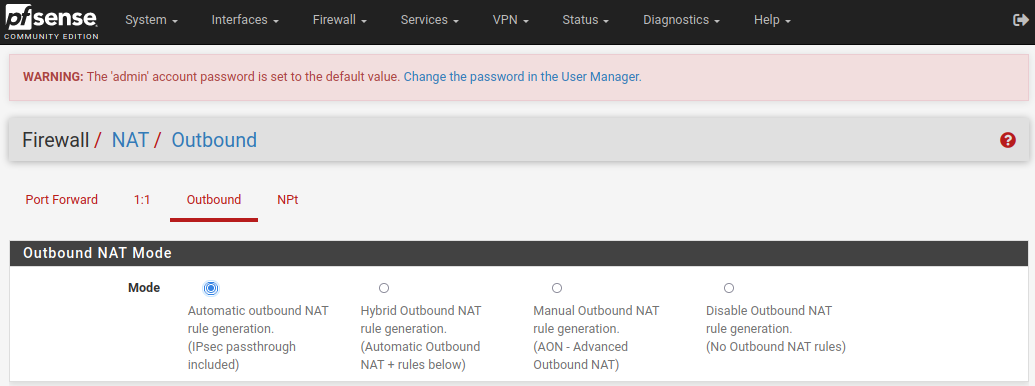 pfsense.
COMMUNITY EDITION
System Interfaces Firewall Services VPN Status Diagnostics Help
WARNING: The 'admin' account password is set to the default value. Change the password in the User Manager.
Firewall / NAT / Outbound
Port Forward 1:1 Outbound NPt
Outbound NAT Mode
Mode
Automatic outbound NAT
rule generation.
(IPsec passthrough
included)
Hybrid Outbound NAT
rule generation.
(Automatic Outbound
NAT + rules below)
Manual Outbound NAT
rule generation.
(AON - Advanced
Outbound NAT)
Disable Outbound NAT
rule generation.
(No Outbound NAT rules)